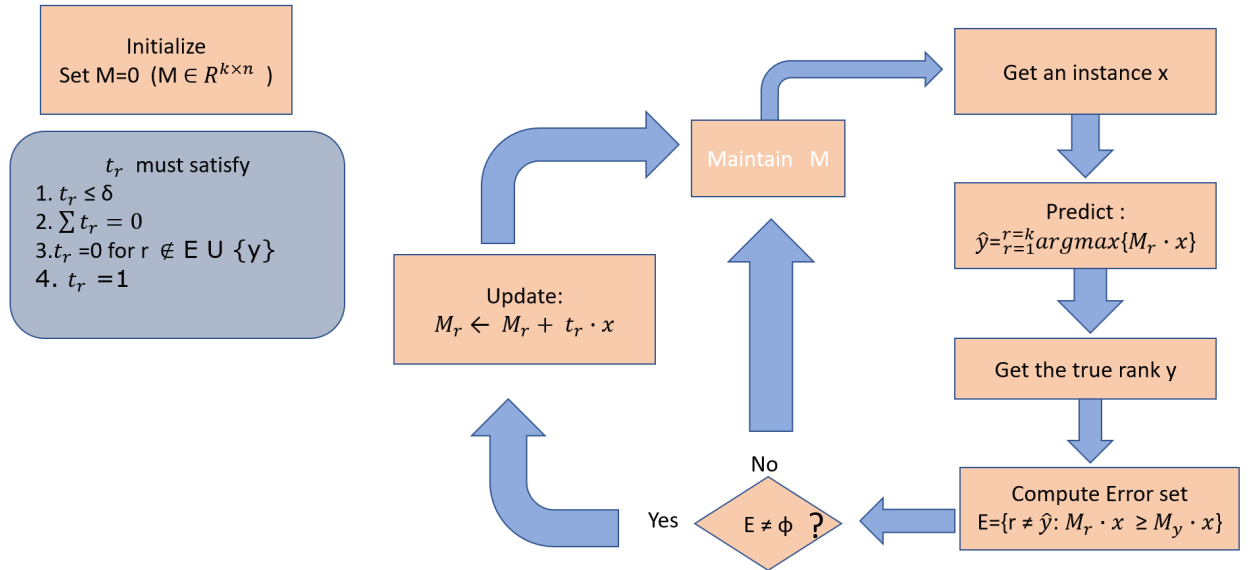 Initialize
Set M=0 (M ∈ R^{k×n} )
t_r must satisfy
1. t_r ≤ δ
2. ∑ t_r = 0
3.t_r =0 for r ∉ E U {y}
4. t_r =1
Update:
M_r ← M_r + t_r · x
Maintain M
Get an instance x
Predict :
ŷ=^{r=k}_{r=1}argmax{M_r · x}
Get the true rank y
Compute Error set
E={r ≠ ŷ: M_r · x ≥ M_y · x}
E ≠ ϕ ?
Yes
No